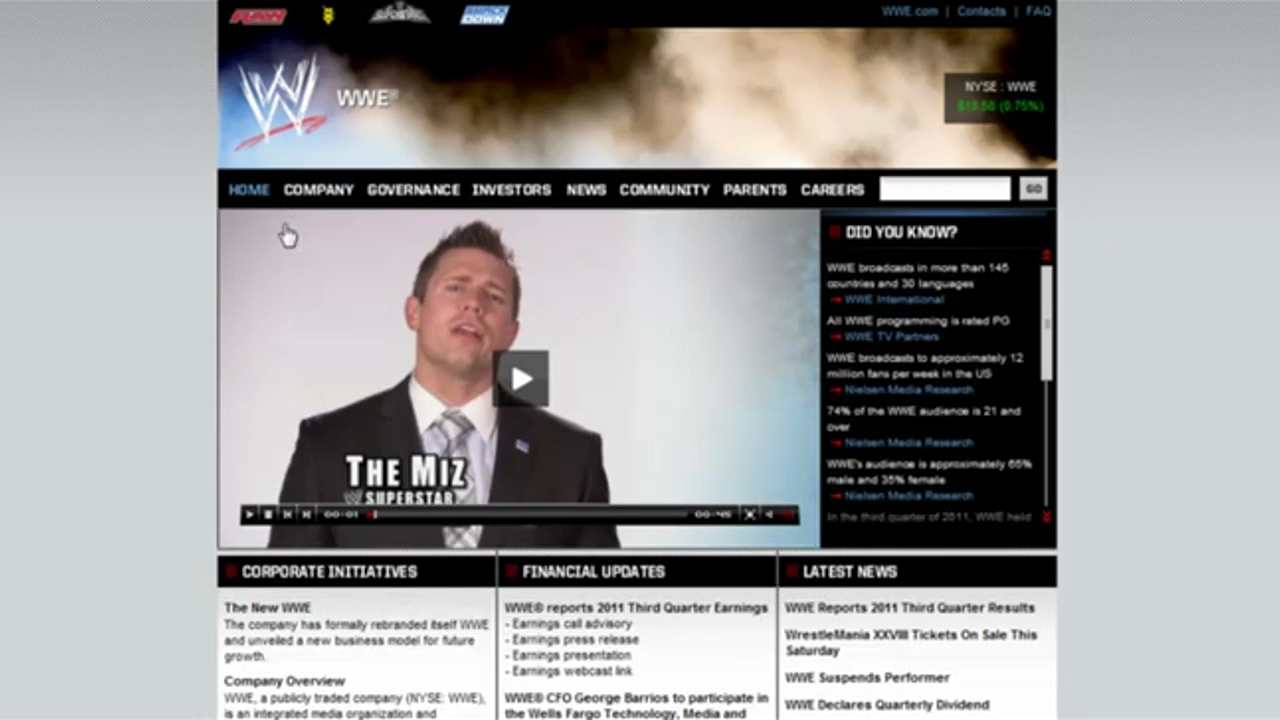 RAW
SMACK
DOWN
WWE.com | Contacts | FAQ
W
WWE®
NYSE : WWE
HOME COMPANY GOVERNANCE INVESTORS NEWS COMMUNITY PARENTS CAREERS
GO
DID YOU KNOW?
WWE broadcasts in more than 145
countries and 30 languages
WWE International
All WWE programming is rated PG
WWE TV Partners
WWE broadcasts to approximately 12
million fans per week in the US
Nielsen Media Research
74% of the WWE audience is 21 and
over
Nielsen Media Research
WWE's audience is approximately 65%
male and 35% female
Nielsen Media Research
In the third quarter of 2011, WWE held
THE MIZ
SUPERSTAR
00:01 00:45
CORPORATE INITIATIVES
The New WWE
The company has formally rebranded itself WWE
and unveiled a new business model for future
growth.
Company Overview
WWE, a publicly traded company (NYSE: WWE),
is an integrated media organization and
FINANCIAL UPDATES
WWE® reports 2011 Third Quarter Earnings
- Earnings call advisory
- Earnings press release
- Earnings presentation
- Earnings webcast link
WWE® CFO George Barrios to participate in
the Wells Fargo Technology, Media and
LATEST NEWS
WWE Reports 2011 Third Quarter Results
WrestleMania XXVIII Tickets On Sale This
Saturday
WWE Suspends Performer
WWE Declares Quarterly Dividend